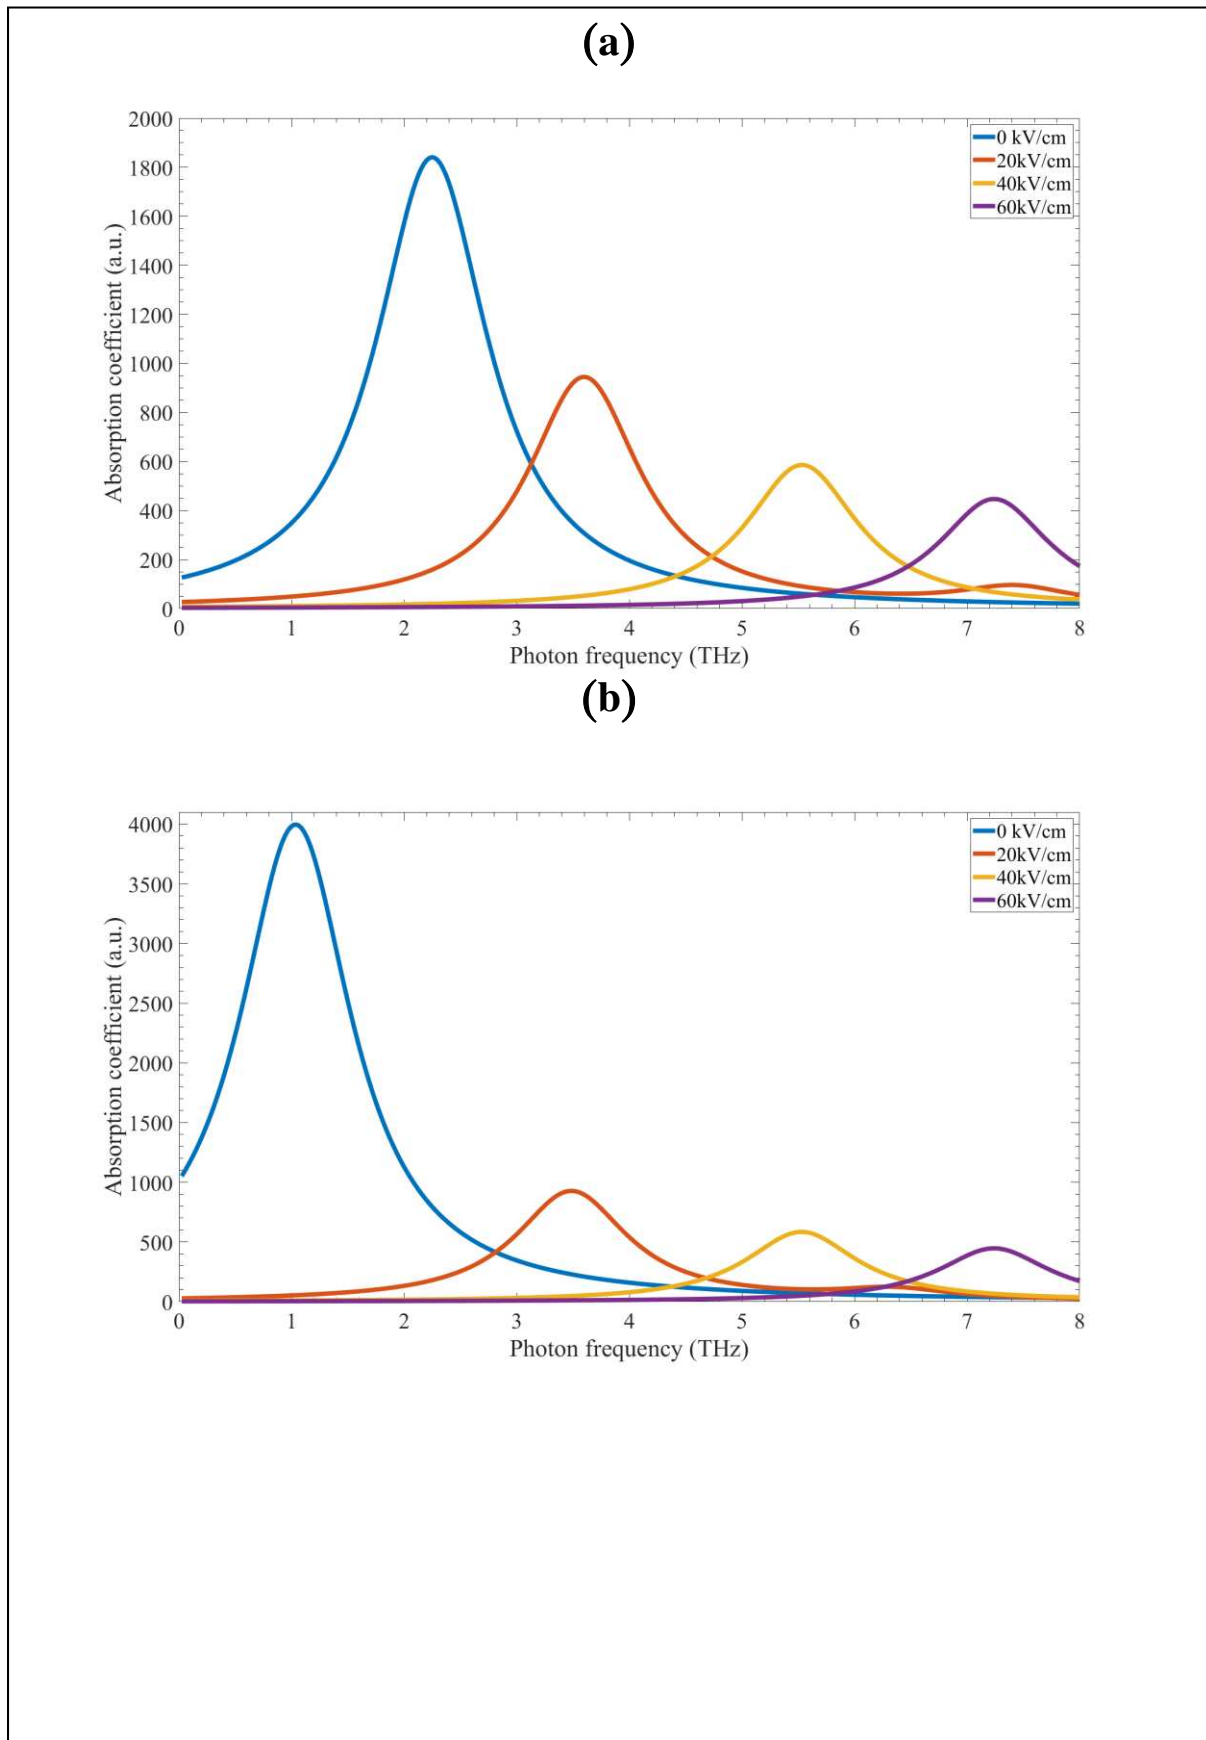 (a)
2000
1800
1600
1400
1200
1000
800
600
400
200
0
Absorption coefficient (a.u.)
0 kV/cm
20kV/cm
40kV/cm
60kV/cm
0 1 2 3 4 5 6 7 8
Photon frequency (THz)
(b)
4000
3500
3000
2500
2000
1500
1000
500
0
Absorption coefficient (a.u.)
0 kV/cm
20kV/cm
40kV/cm
60kV/cm
0 1 2 3 4 5 6 7 8
Photon frequency (THz)